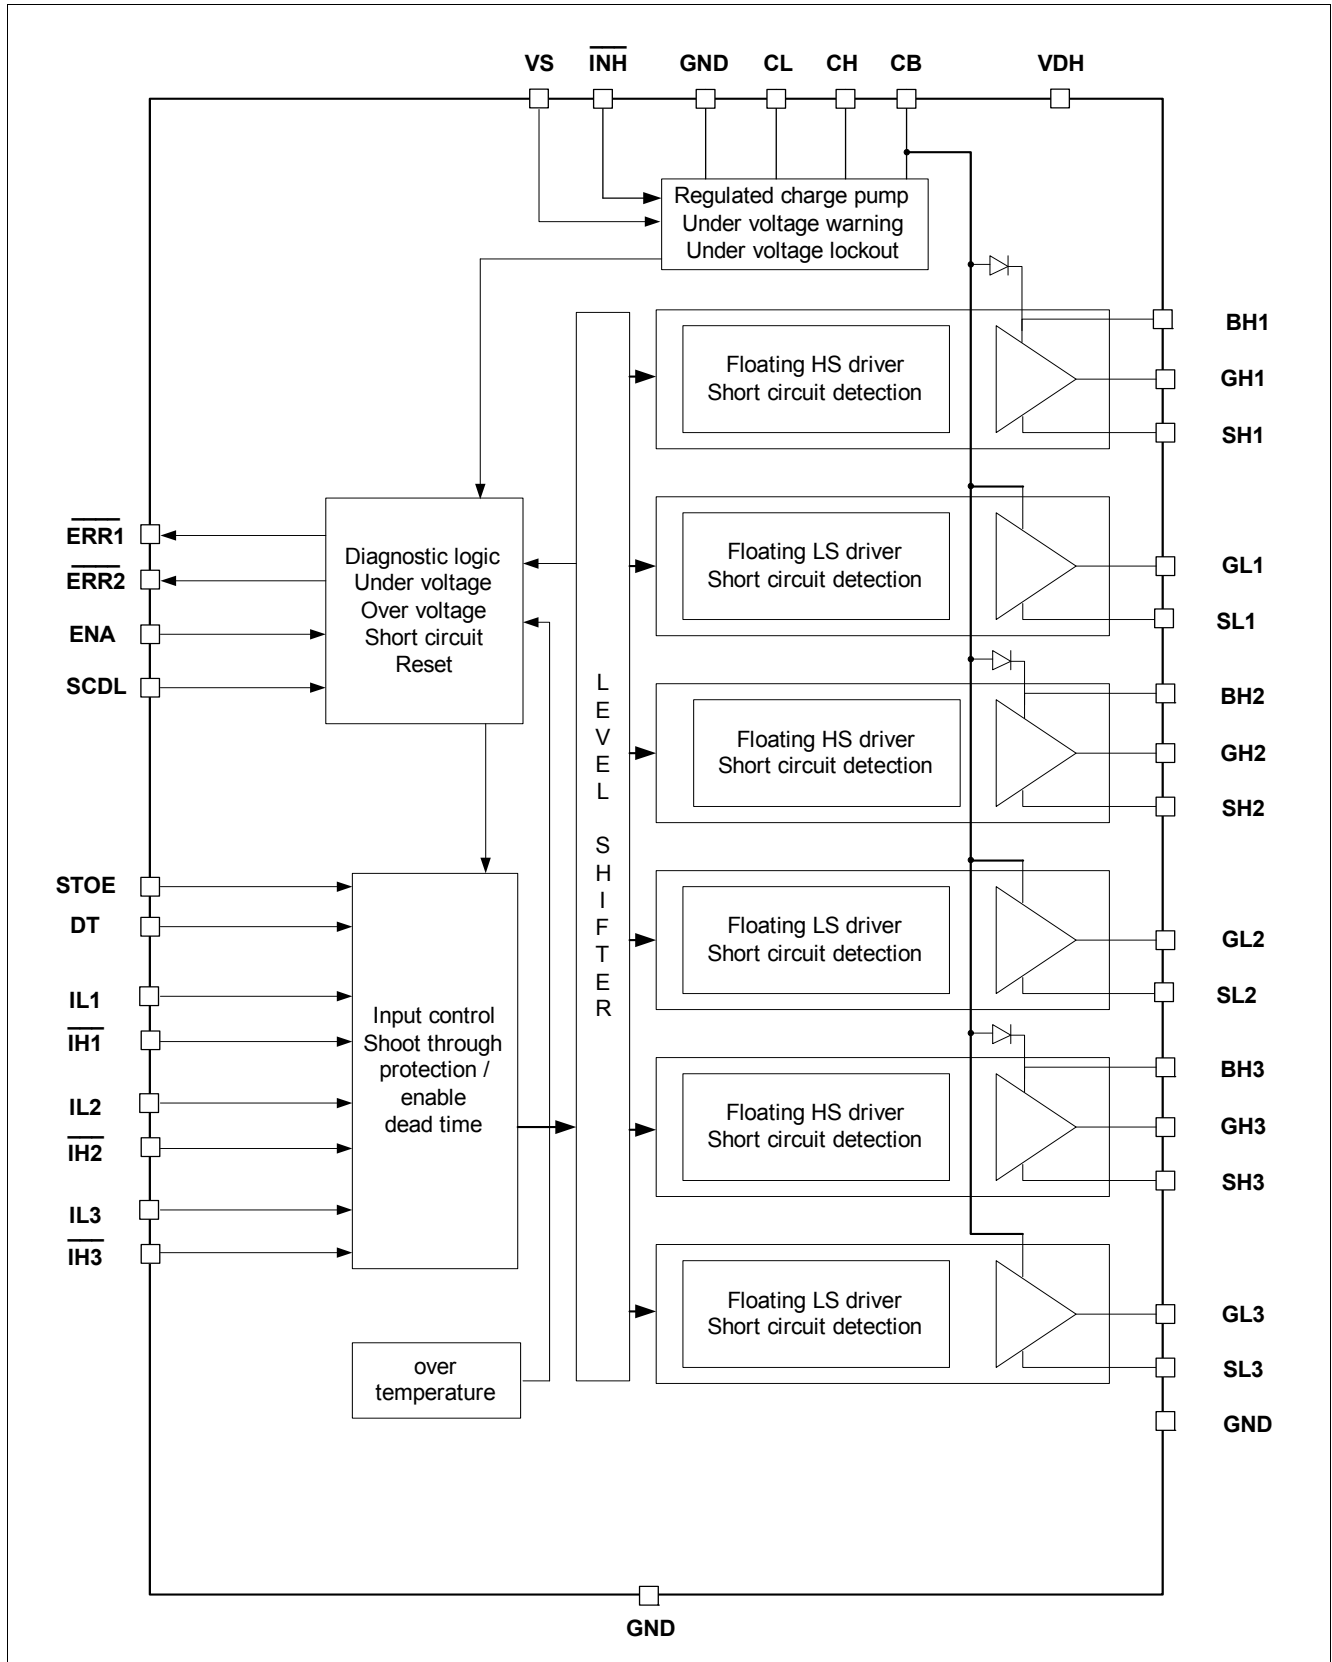 VS INH GND CL CH CB VDH
Regulated charge pump
Under voltage warning
Under voltage lockout
BH1
Floating HS driver
Short circuit detection
GH1
SH1
ERR1
ERR2
ENA
SCDL
Diagnostic logic
Under voltage
Over voltage
Short circuit
Reset
Floating LS driver
Short circuit detection
GL1
SL1
LEVEL SHIFTER
BH2
Floating HS driver
Short circuit detection
GH2
SH2
STOE
DT
IL1
IH1
IL2
IH2
IL3
IH3
Input control
Shoot through
protection /
enable
dead time
Floating LS driver
Short circuit detection
GL2
SL2
BH3
Floating HS driver
Short circuit detection
GH3
SH3
Floating LS driver
Short circuit detection
GL3
SL3
over
temperature
GND
GND